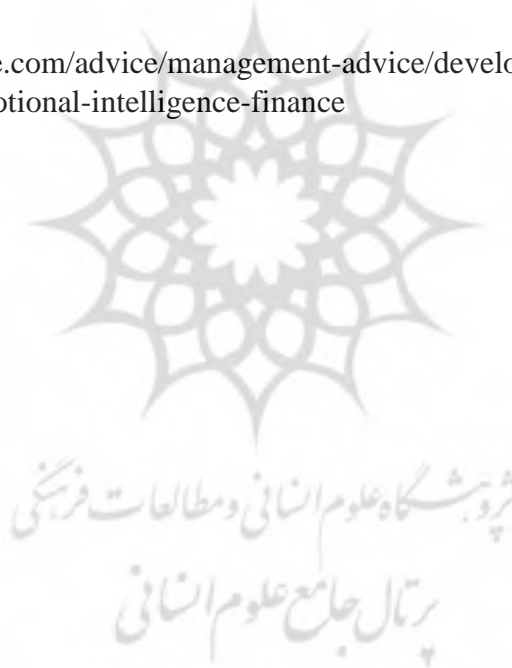 e.com/advice/management-advice/develo
otional-intelligence-finance
پژوهشگاه علوم انسانی و مطالعات فرهنگی
پرتال جامع علوم انسانی